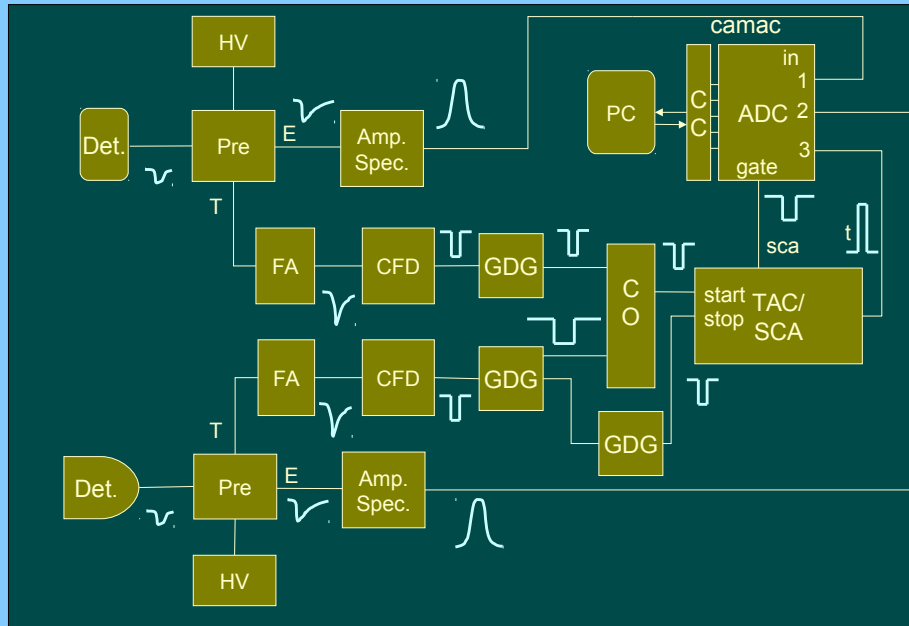 camac
HV
in
1
C
C
ADC
2
PC
3
gate
Det.
Pre
E
Amp.
Spec.
T
sca
t
FA
CFD
GDG
C
O
start
stop
TAC/
SCA
FA
CFD
GDG
T
GDG
Det.
Pre
E
Amp.
Spec.
HV